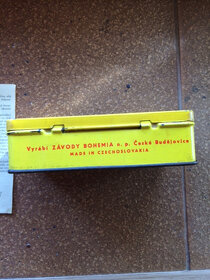 Vyrábí ZÁVODY BOHEMIA n. p. České Budějovice
MADE IN CZECHOSLOVAKIA